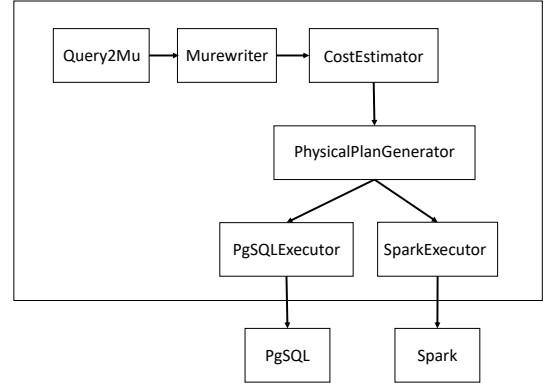 Query2Mu
Murewriter
CostEstimator
PhysicalPlanGenerator
PgSQLExecutor
SparkExecutor
PgSQL
Spark